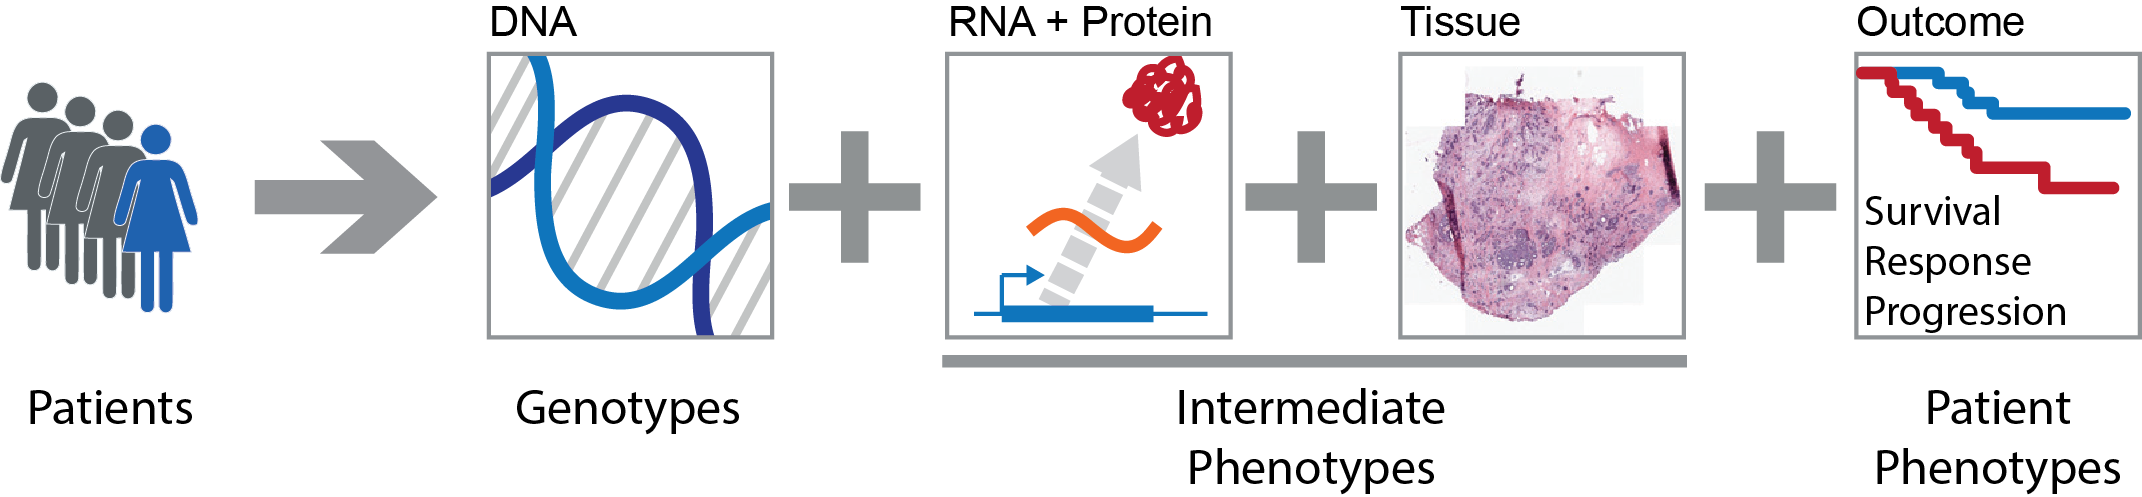 DNA
RNA + Protein
Tissue
Outcome
Survival
Response
Progression
Patients
Genotypes
Intermediate
Phenotypes
Patient
Phenotypes